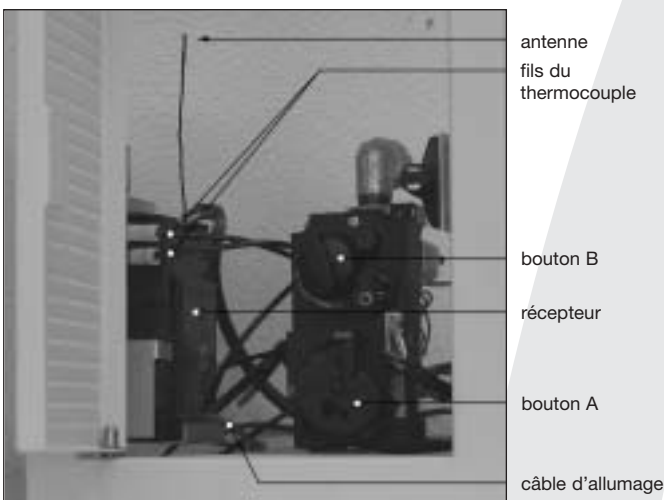 antenne
fils du
thermocouple
bouton B
récepteur
bouton A
câble d'allumage